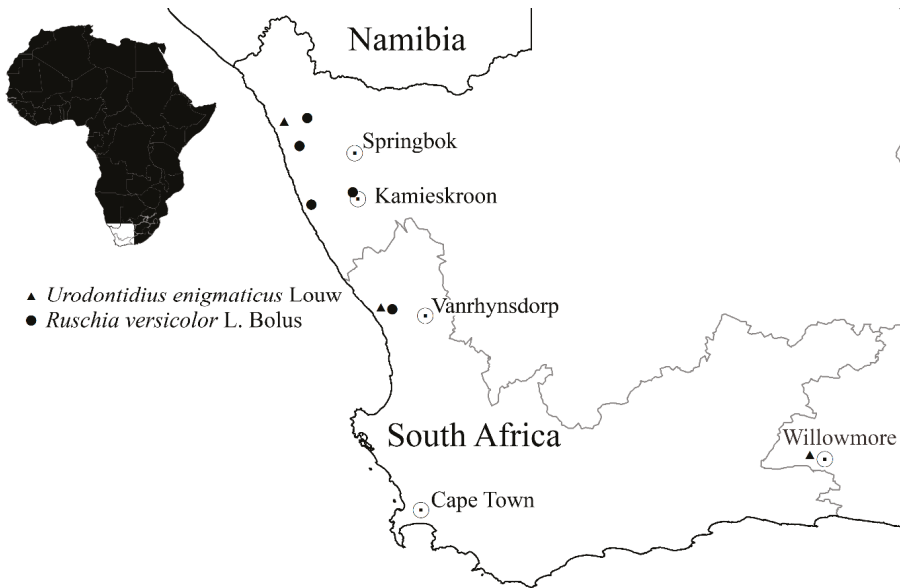 Namibia
Springbok
Kamieskroon
Urodontidius enigmaticus Louw
Ruschia versicolor L. Bolus
Vanrhynsdorp
South Africa
Willowmore
Cape Town